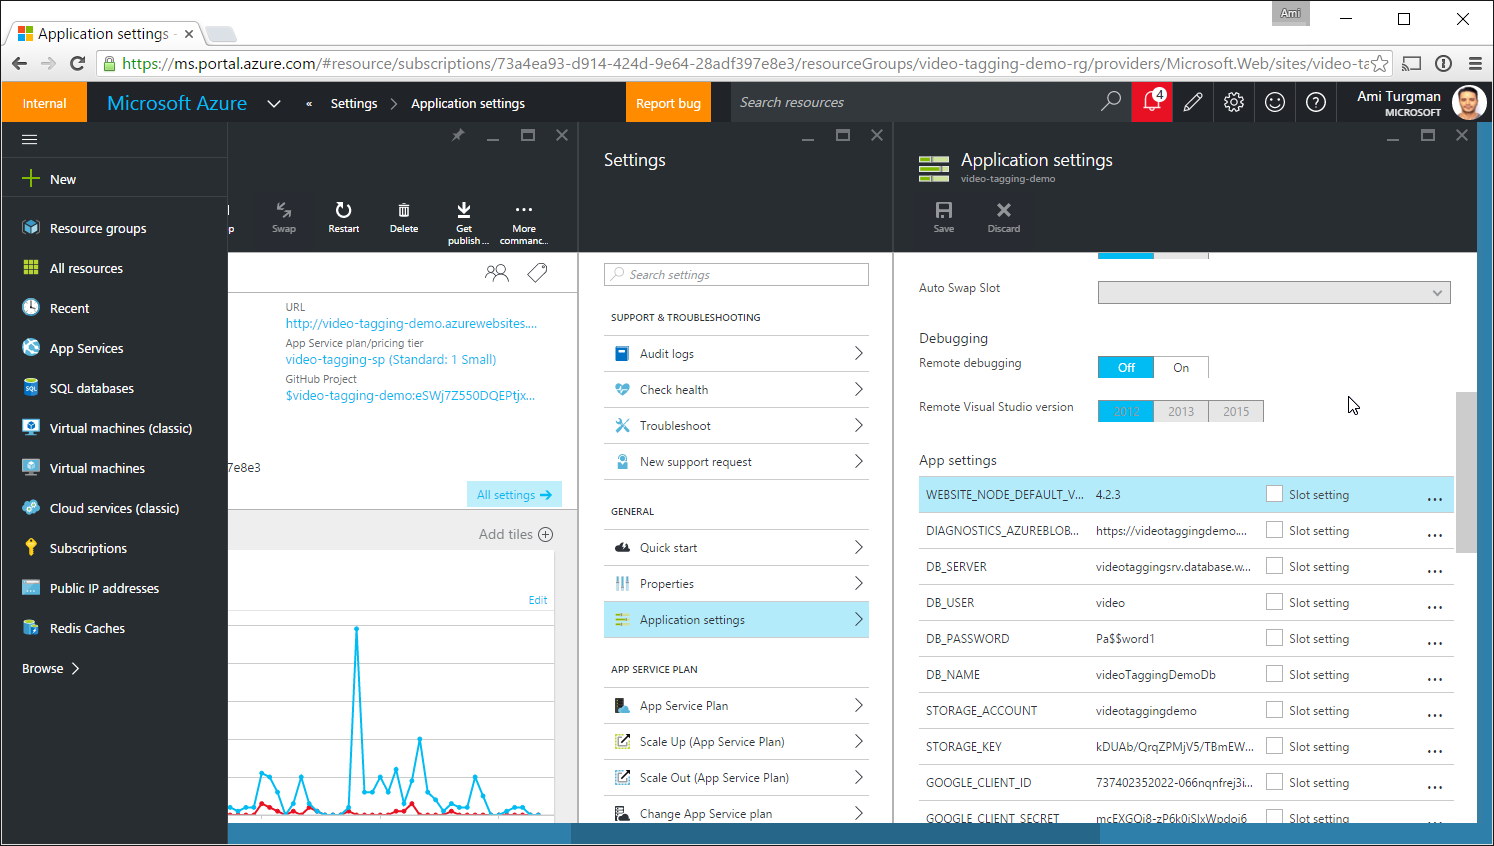 Ami
Application settings -
https://ms.portal.azure.com/#resource/subscriptions/73a4ea93-d914-424d-9e64-28adf397e8e3/resourceGroups/video-tagging-demo-rg/providers/Microsoft.Web/sites/video-ta
Internal
Microsoft Azure
«
Settings
Application settings
Report bug
Search resources
4
Ami Turgman
MICROSOFT
New
Resource groups
All resources
Recent
App Services
SQL databases
Virtual machines (classic)
Virtual machines
Cloud services (classic)
Subscriptions
Public IP addresses
Redis Caches
Browse
p
Swap
Restart
Delete
Get publish ...
More commanc...
URL
http://video-tagging-demo.azurewebsites....
App Service plan/pricing tier
video-tagging-sp (Standard: 1 Small)
GitHub Project
$video-tagging-demo:eSWj7Z550DQEPtjx...
7e8e3
All settings
Add tiles
Edit
Settings
Search settings
SUPPORT & TROUBLESHOOTING
Audit logs
Check health
Troubleshoot
New support request
GENERAL
Quick start
Properties
Application settings
APP SERVICE PLAN
App Service Plan
Scale Up (App Service Plan)
Scale Out (App Service Plan)
Change App Service plan
Application settings
video-tagging-demo
Save
Discard
Auto Swap Slot
Debugging
Remote debugging
Off On
Remote Visual Studio version
2012 2013 2015
App settings
WEBSITE_NODE_DEFAULT_V... 4.2.3 Slot setting ...
DIAGNOSTICS_AZUREBLOB... https://videotaggingdemo.... Slot setting ...
DB_SERVER videotaggingsrv.database.w... Slot setting ...
DB_USER video Slot setting ...
DB_PASSWORD Pa$$word1 Slot setting ...
DB_NAME videoTaggingDemoDb Slot setting ...
STORAGE_ACCOUNT videotaggingdemo Slot setting ...
STORAGE_KEY kDUAb/QrqZPMjV5/TBmEW... Slot setting ...
GOOGLE_CLIENT_ID 737402352022-066nqnfrej3i... Slot setting ...
GOOGLE_CLIENT_SECRET mcEXGOi8-zP6k0jSlxWpdoj6 Slot setting ...